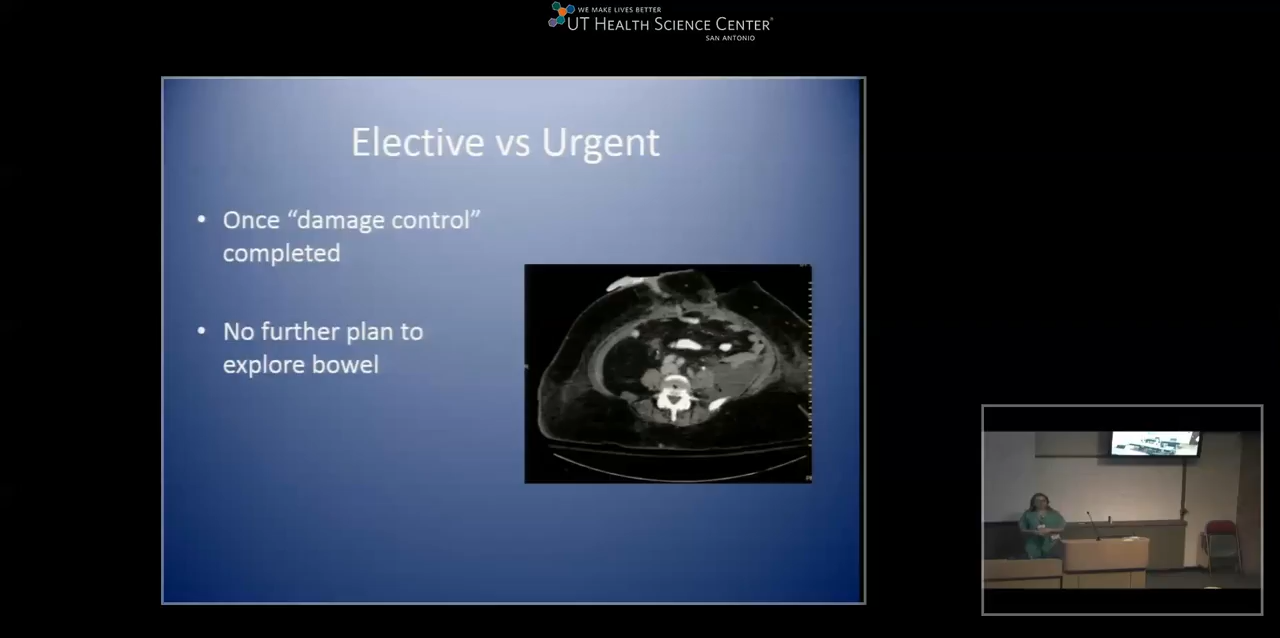 WE MAKE LIVES BETTER
UT HEALTH SCIENCE CENTER®
SAN ANTONIO
Elective vs Urgent
• Once “damage control”
completed
• No further plan to
explore bowel